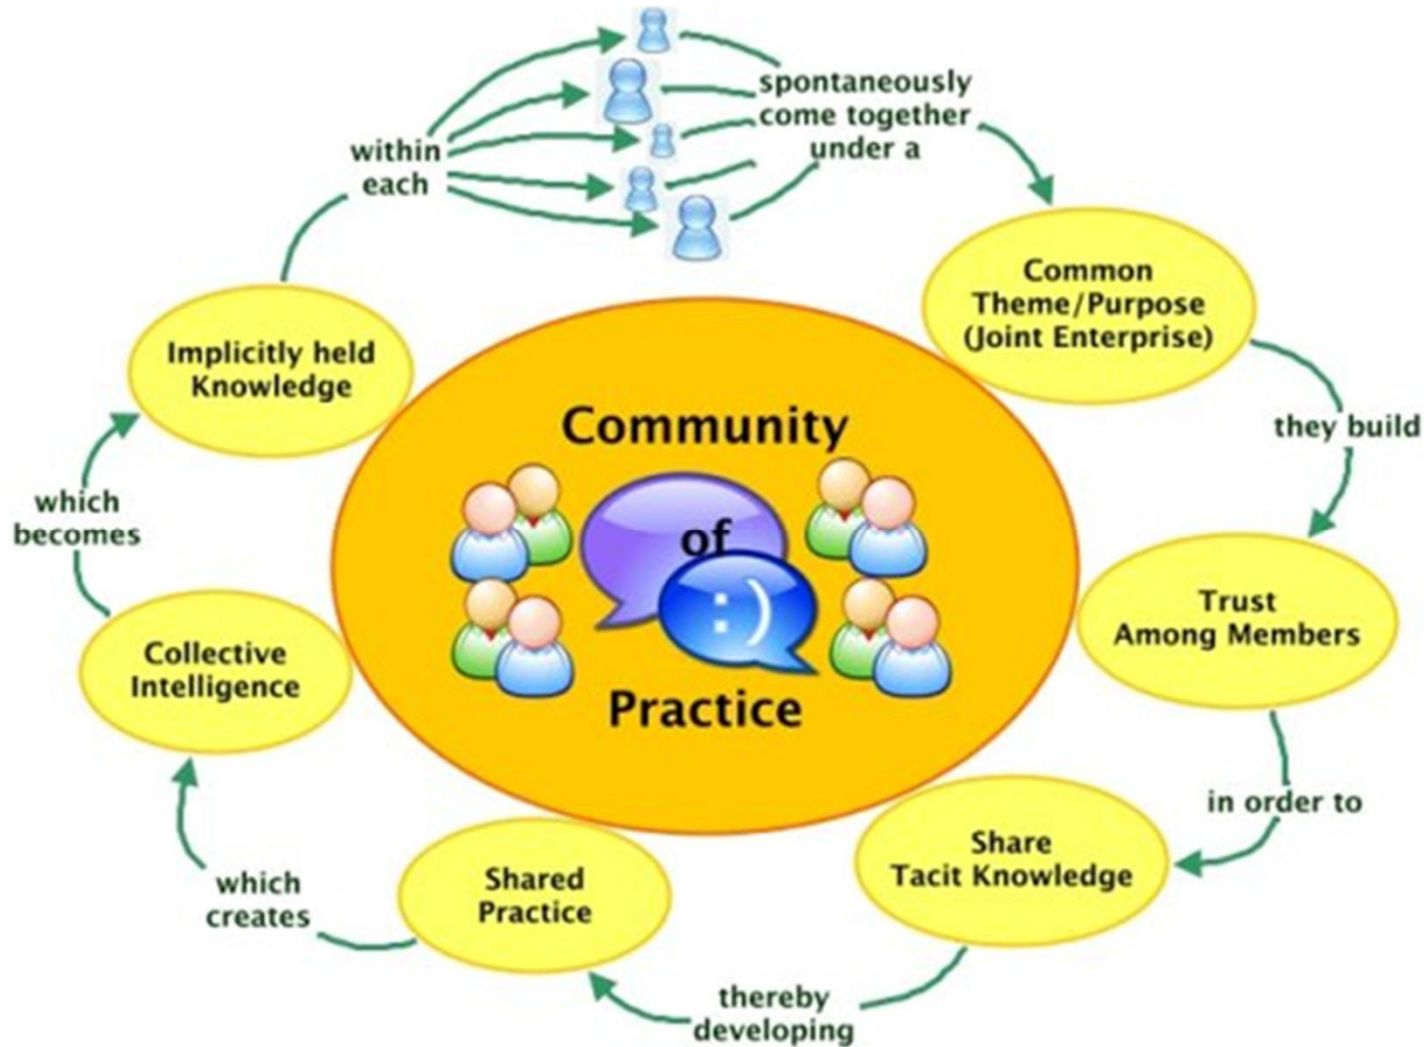 within
each
spontaneously
come together
under a
Common
Theme/Purpose
(Joint Enterprise)
they build
Trust
Among Members
in order to
Share
Tacit Knowledge
thereby
developing
Shared
Practice
which
creates
Collective
Intelligence
which
becomes
Implicitly held
Knowledge
Community
of
:)
Practice